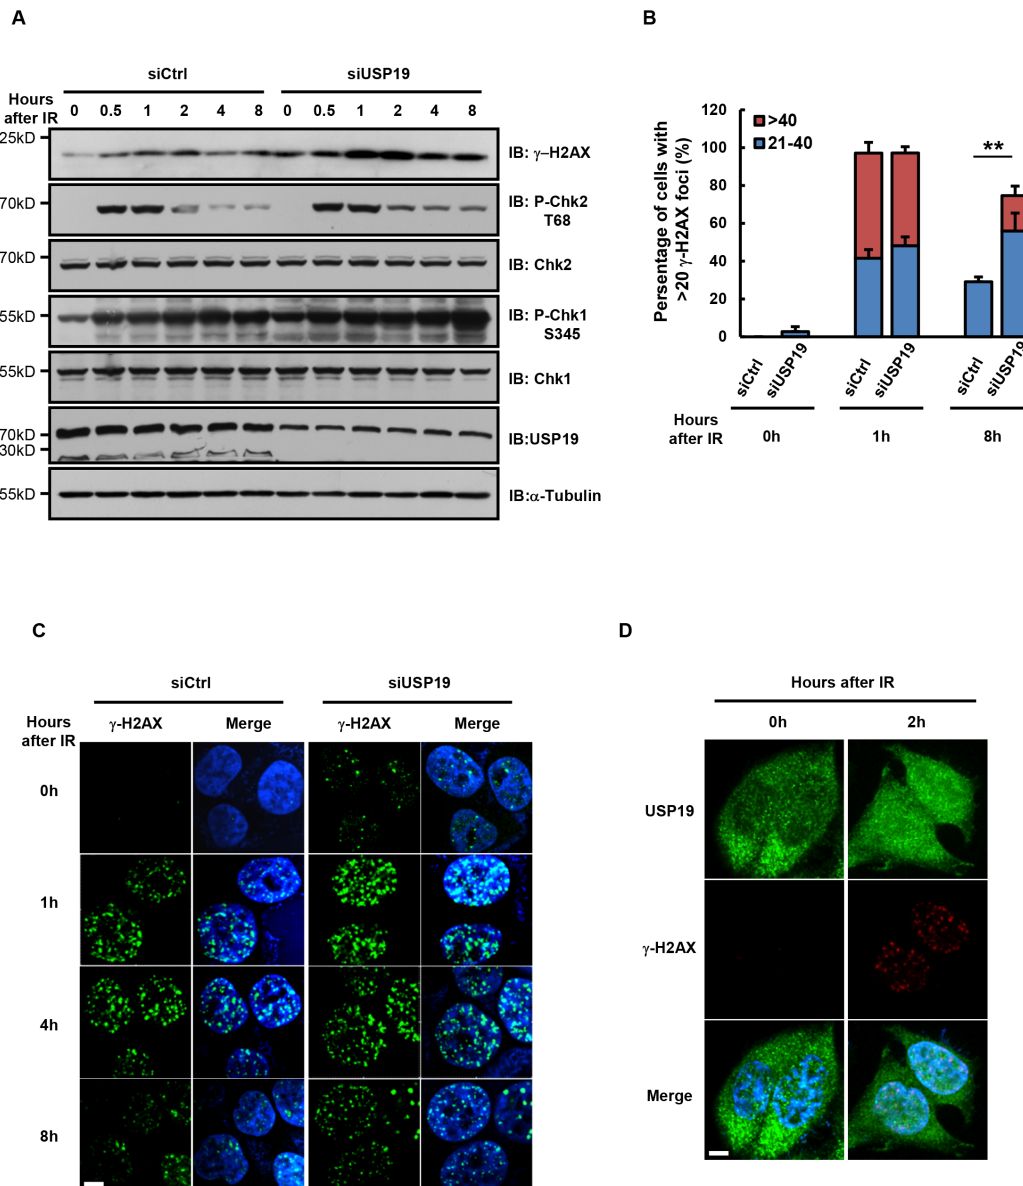 A
siCtrl siUSP19
Hours
after IR
0 0.5 1 2 4 8 0 0.5 1 2 4 8
25kD
IB: γ–H2AX
70kD
IB: P-Chk2
T68
70kD
IB: Chk2
55kD
IB: P-Chk1
S345
55kD
IB: Chk1
70kD
30kD
IB:USP19
55kD
IB:α-Tubulin
B
Persentage of cells with
>20 γ-H2AX foci (%)
120
100
80
60
40
20
0
>40
21-40
**
siCtrl siUSP19 siCtrl siUSP19 siCtrl siUSP19
Hours
after IR
0h 1h 8h
C
siCtrl siUSP19
Hours
after IR
γ-H2AX Merge γ-H2AX Merge
0h
1h
4h
8h
D
Hours after IR
0h 2h
USP19
γ-H2AX
Merge